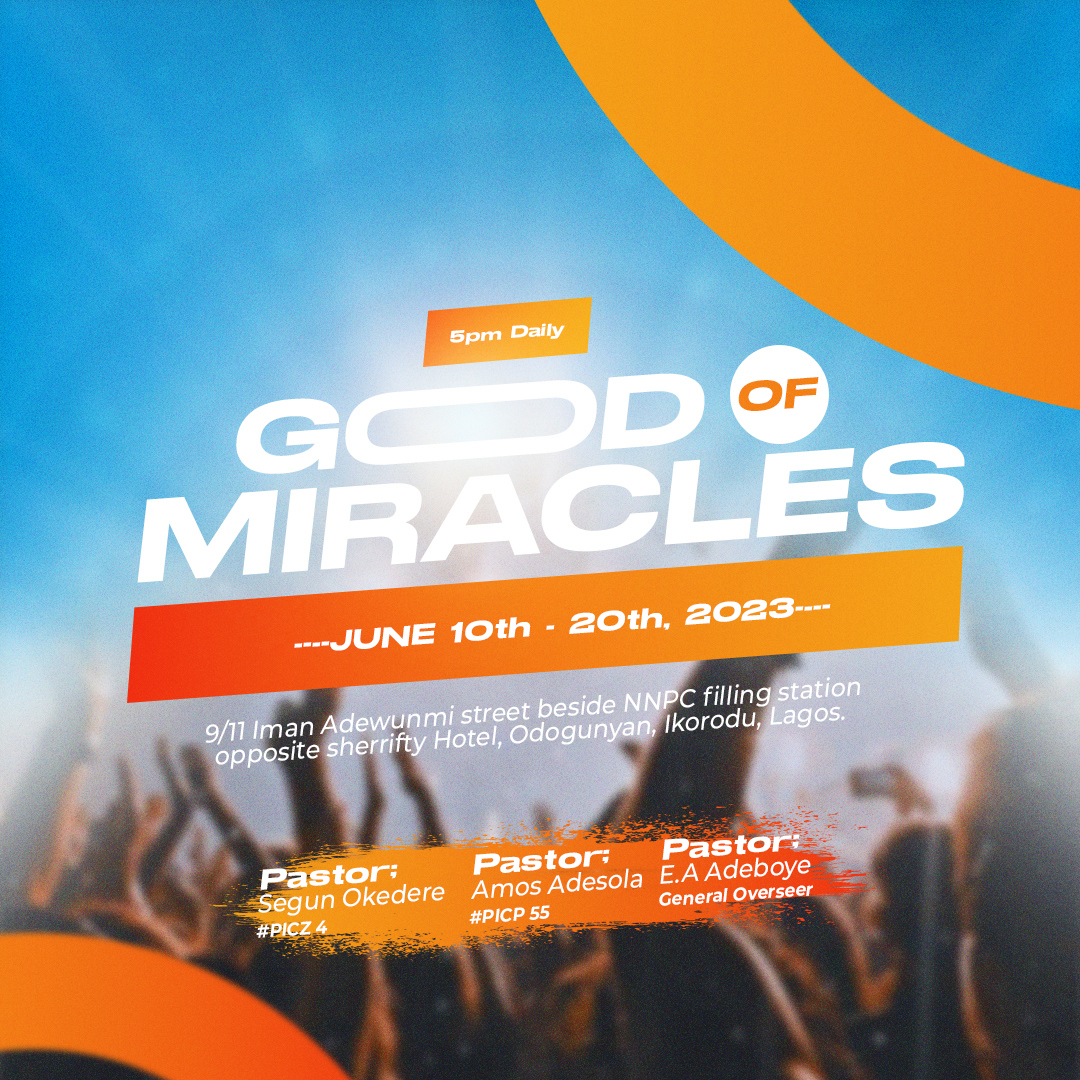 5pm Daily
GOOD OF
MIRACLES
----JUNE 10th - 20th, 2023----
9/11 Iman Adewunmi street beside NNPC filling station
opposite sherrifty Hotel, Odogunyan, Ikorodu, Lagos.
Pastor;
Segun Okedere
#PICZ 4
Pastor;
Amos Adesola
#PICP 55
Pastor;
E.A Adeboye
General Overseer